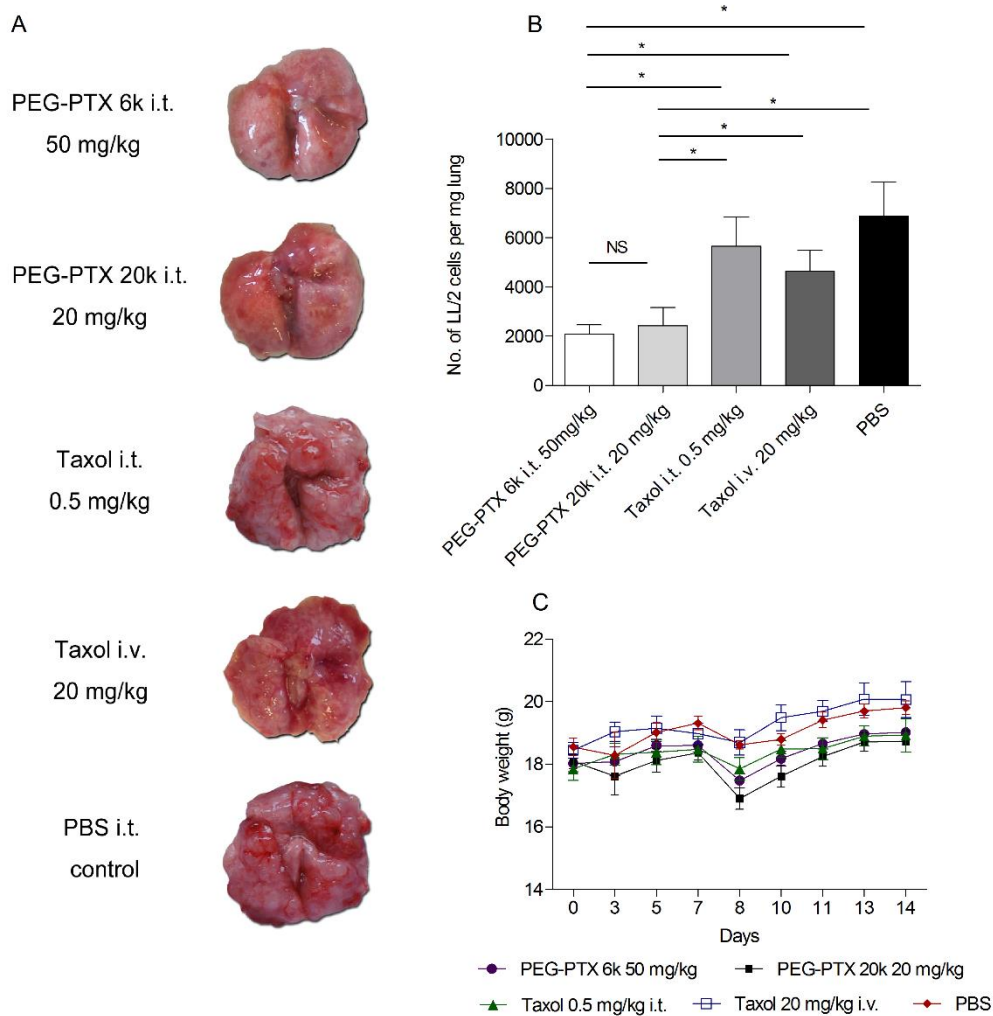 A
PEG-PTX 6k i.t.
50 mg/kg
PEG-PTX 20k i.t.
20 mg/kg
Taxol i.t.
0.5 mg/kg
Taxol i.v.
20 mg/kg
PBS i.t.
control
B
*
*
*
*
*
*
NS
No. of LL/2 cells per mg lung
10000
8000
6000
4000
2000
0
PEG-PTX 6k i.t. 50mg/kg
PEG-PTX 20k i.t. 20 mg/kg
Taxol i.t. 0.5 mg/kg
Taxol i.v. 20 mg/kg
PBS
C
Body weight (g)
22
20
18
16
14
0 3 5 7 8 10 11 13 14
Days
PEG-PTX 6k 50 mg/kg PEG-PTX 20k 20 mg/kg
Taxol 0.5 mg/kg i.t. Taxol 20 mg/kg i.v. PBS